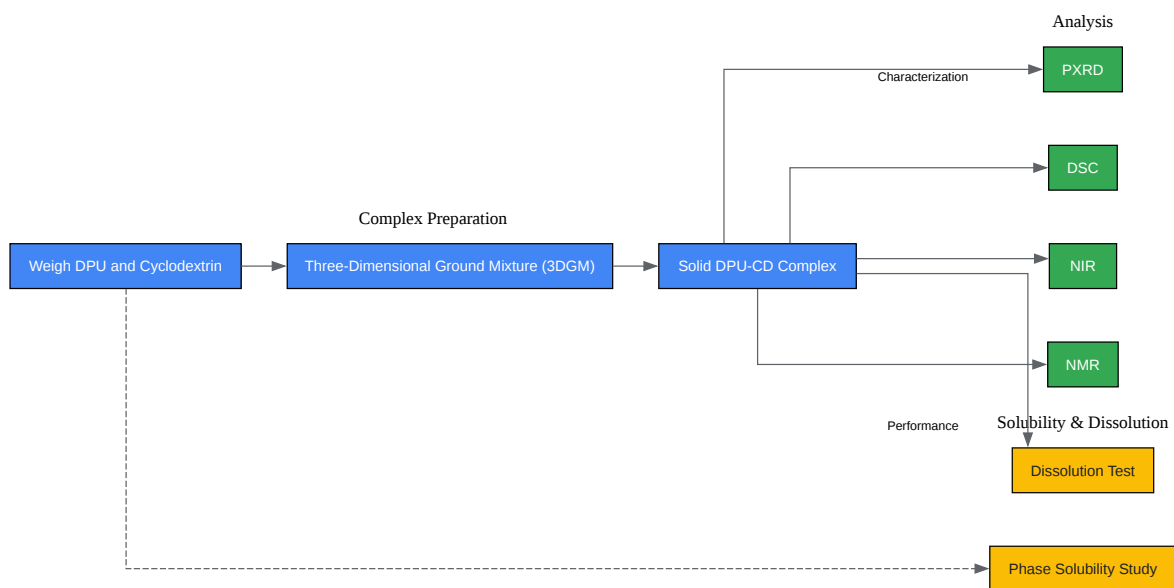 Analysis
PXRD
Characterization
DSC
Complex Preparation
Weigh DPU and Cyclodextrin
Three-Dimensional Ground Mixture (3DGM)
Solid DPU-CD Complex
NIR
NMR
Performance
Solubility & Dissolution
Dissolution Test
Phase Solubility Study